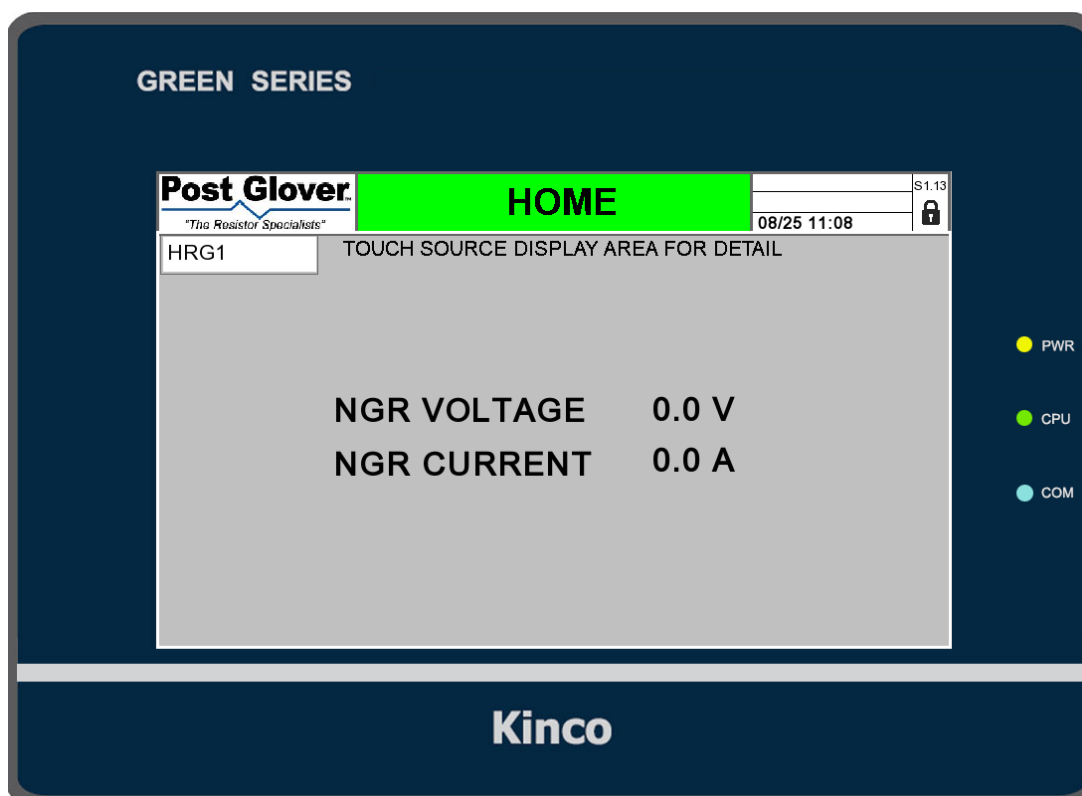 GREEN SERIES
Post Glover
"The Resistor Specialists"
HOME
08/25 11:08
S1.13
HRG1
TOUCH SOURCE DISPLAY AREA FOR DETAIL
NGR VOLTAGE 0.0 V
NGR CURRENT 0.0 A
PWR
CPU
COM
Kinco